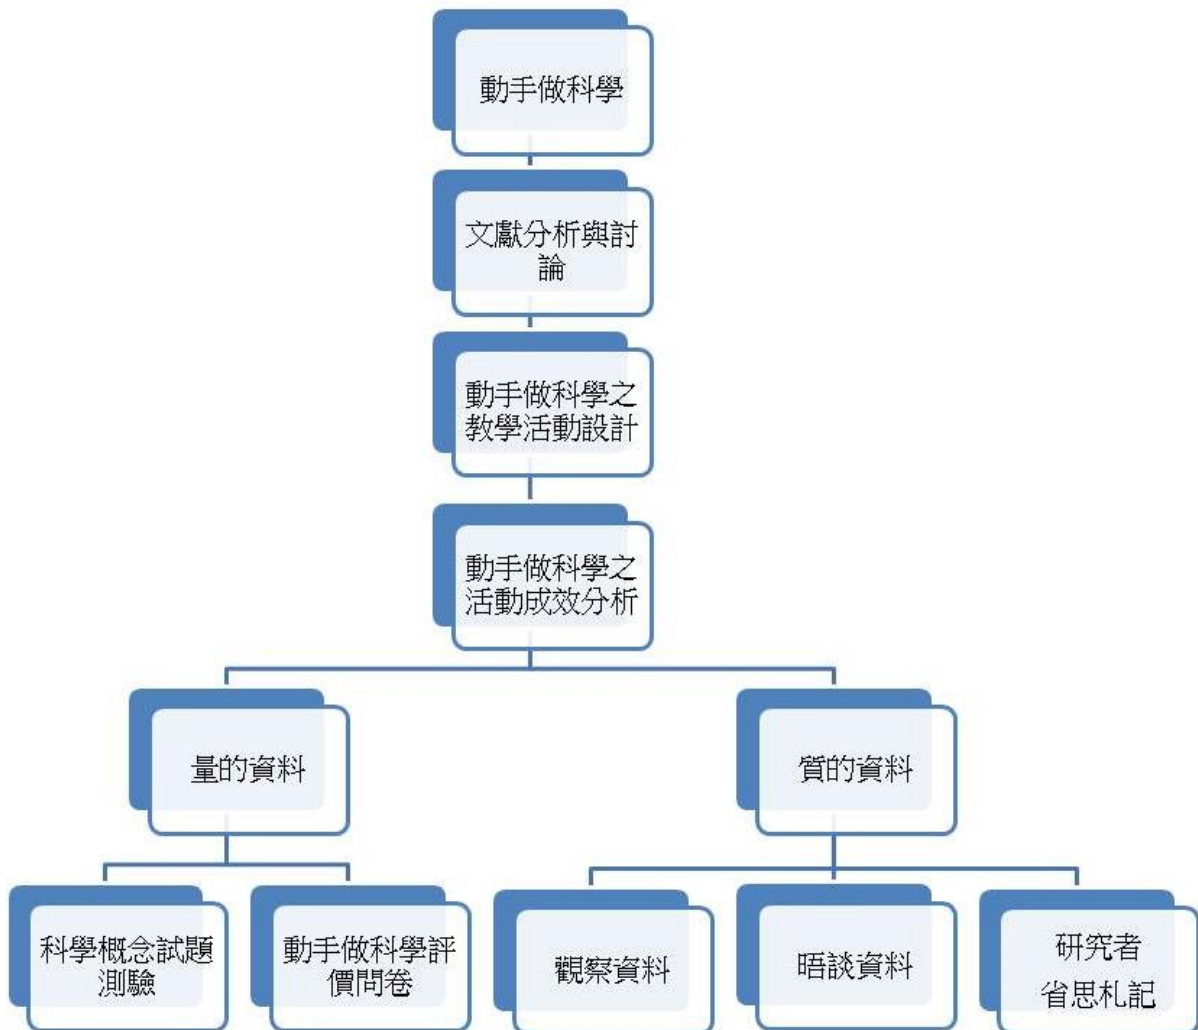 動手做科學
文獻分析與討
論
動手做科學之
教學活動設計
動手做科學之
活動成效分析
量的資料
質的資料
科學概念試題
測驗
動手做科學評
價問卷
觀察資料
晤談資料
研究者
省思札記